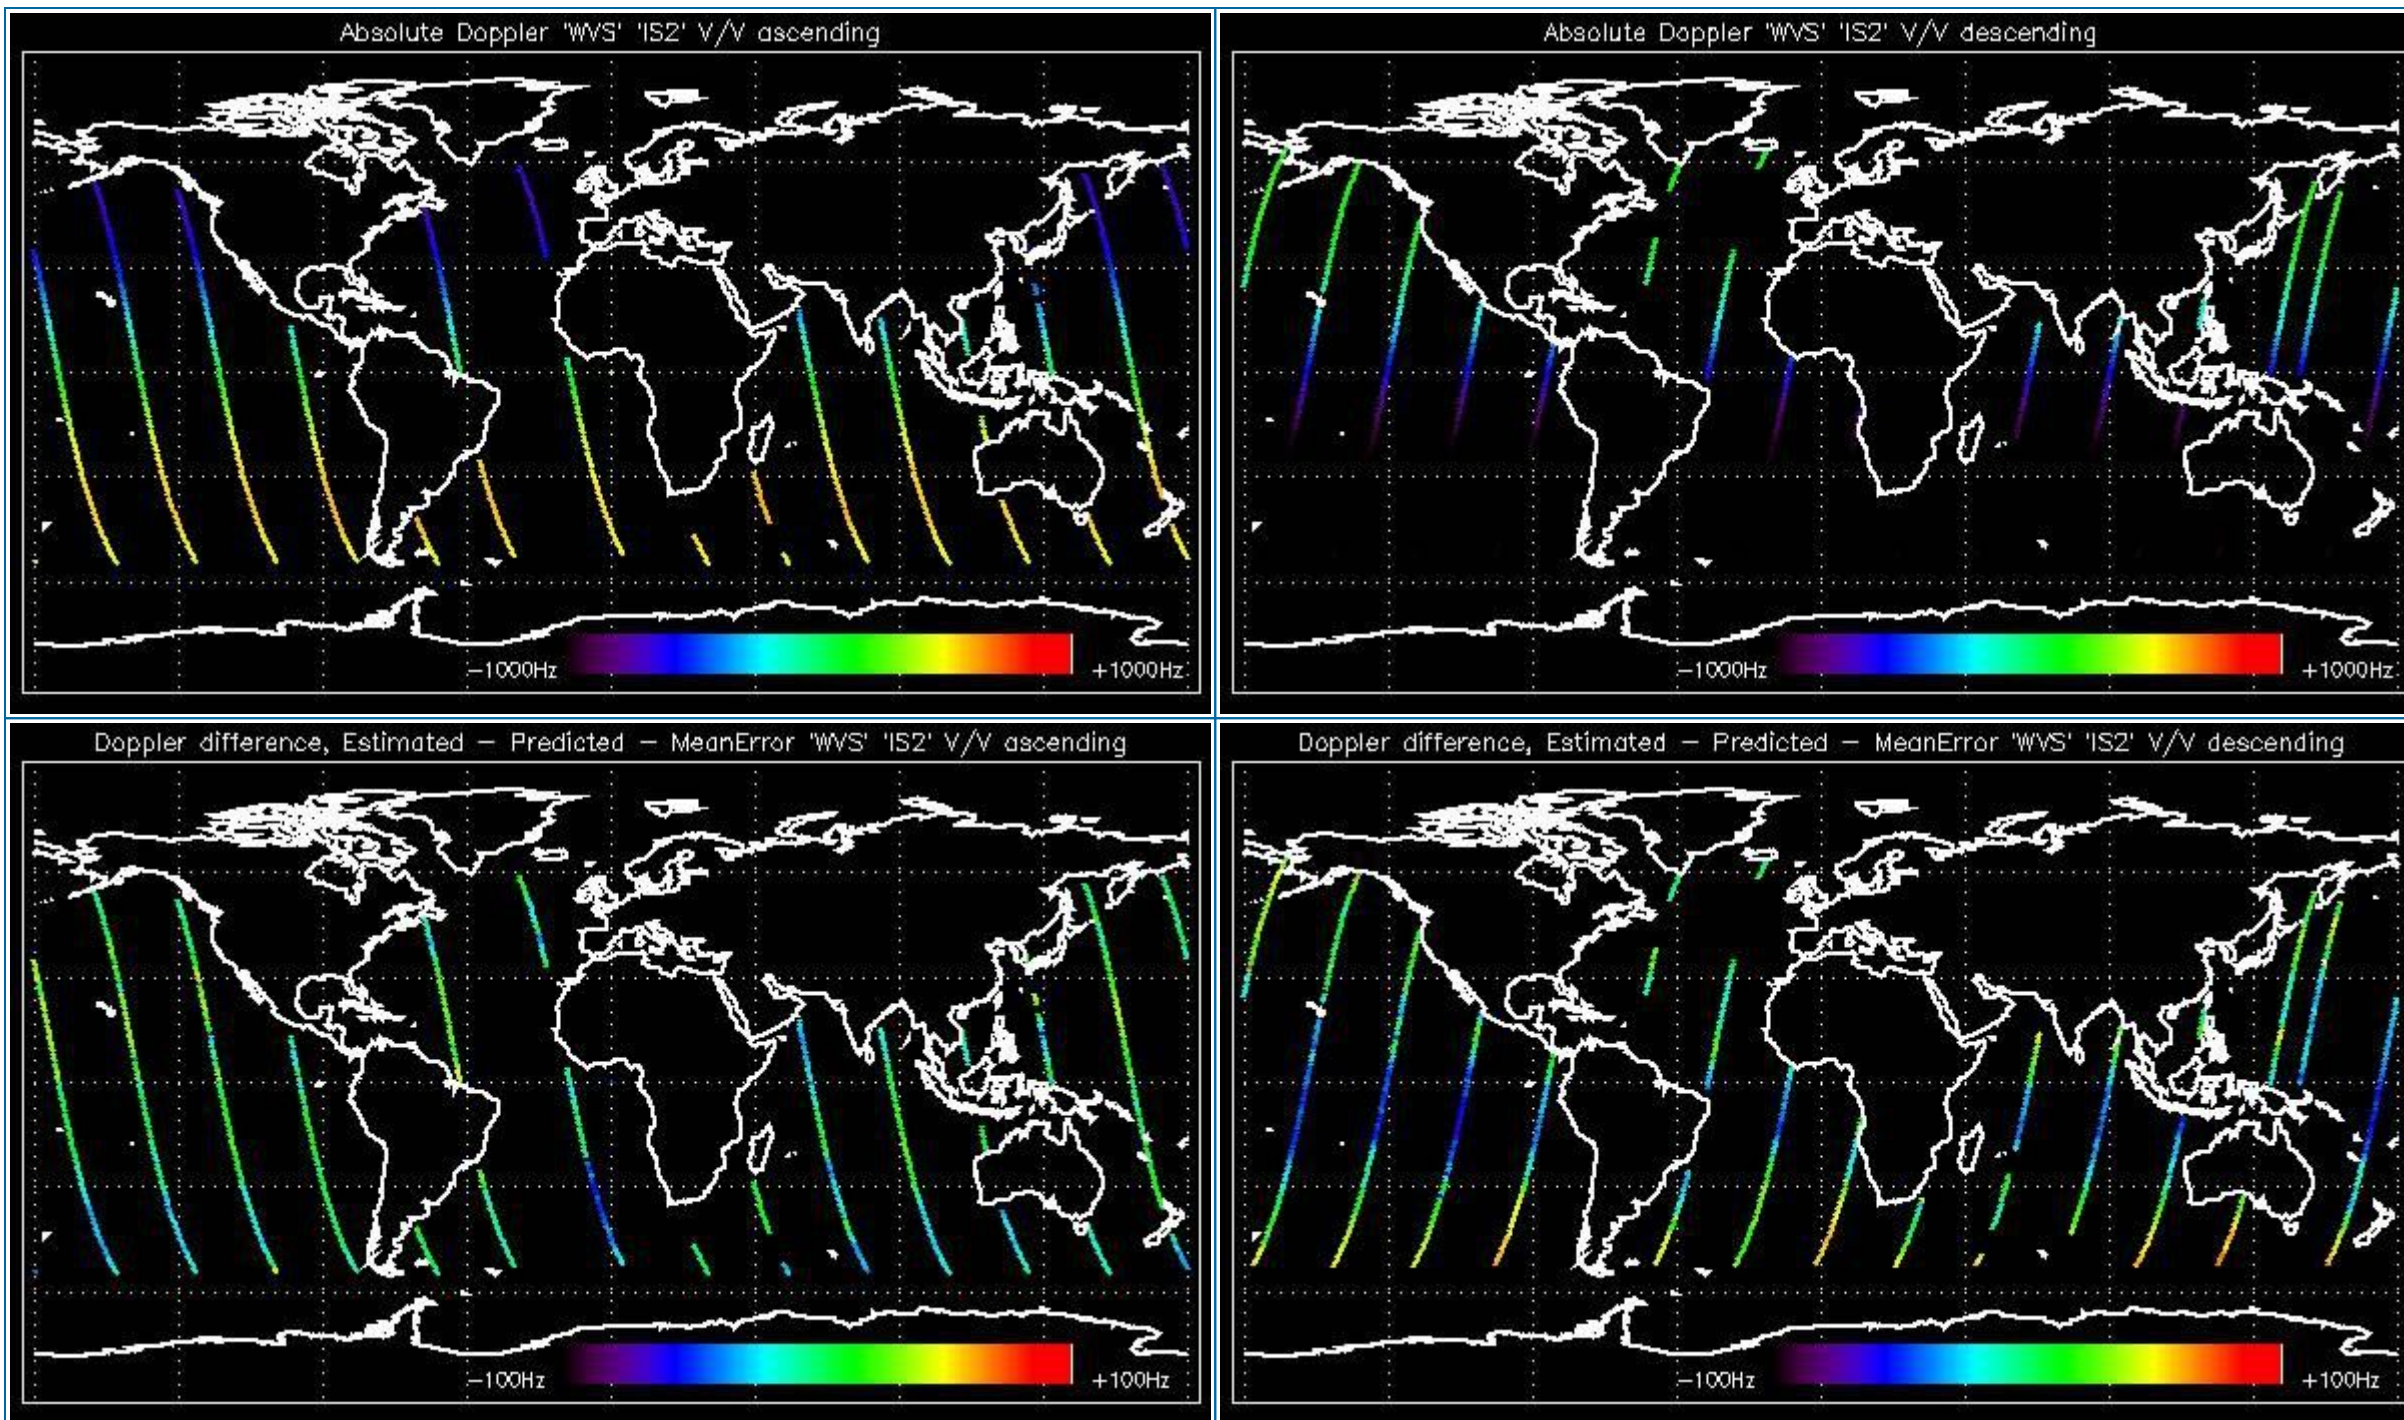 Absolute Doppler 'WVS' 'IS2' V/V ascending
-1000Hz
+1000Hz
Absolute Doppler 'WVS' 'IS2' V/V descending
-1000Hz
+1000Hz
Doppler difference, Estimated - Predicted - MeanError 'WVS' 'IS2' V/V ascending
-100Hz
+100Hz
Doppler difference, Estimated - Predicted - MeanError 'WVS' 'IS2' V/V descending
-100Hz
+100Hz